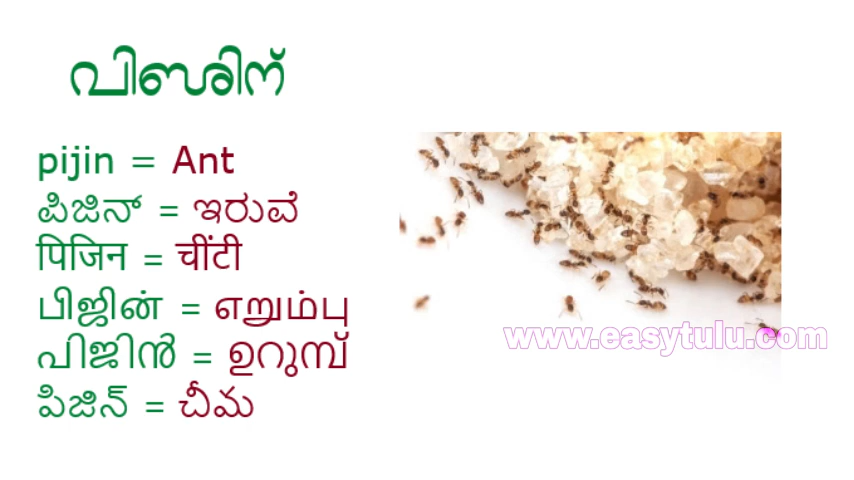 pijin = Ant
ಪಿಜಿನ್ = ಇರುವೆ
पिजिन = चींटी
பிஜின் = எறும்பு
www.easytulu.com
പിജിൻ = ഉറുമ്പ്
పిజిన్ = చీమ